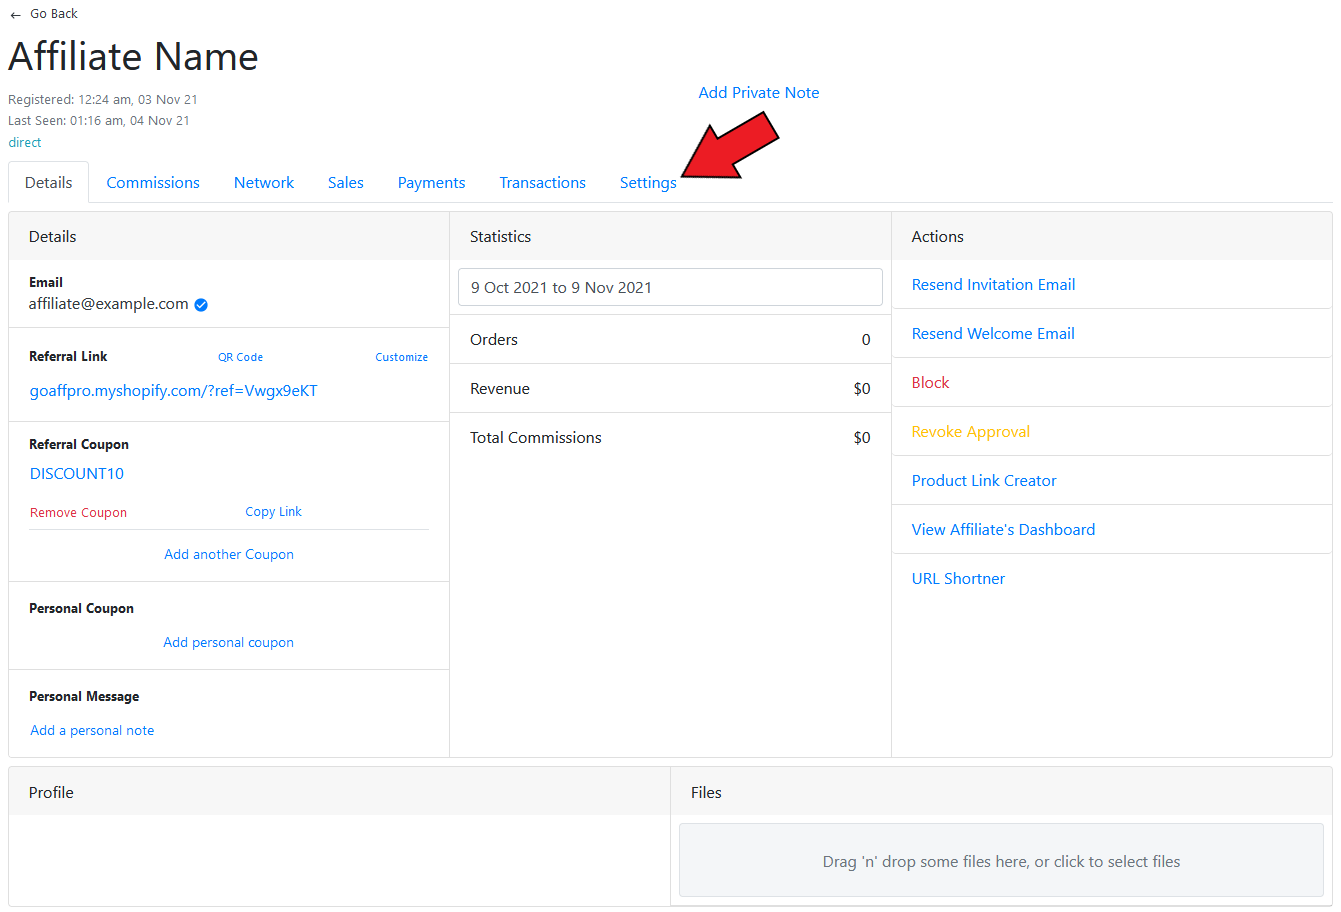 ← Go Back
Affiliate Name
Registered: 12:24 am, 03 Nov 21
Last Seen: 01:16 am, 04 Nov 21
direct
Add Private Note
Details Commissions Network Sales Payments Transactions Settings
Details
Email
affiliate@example.com
Referral Link QR Code Customize
goaffpro.myshopify.com/?ref=Vwgx9eKT
Referral Coupon
DISCOUNT10
Remove Coupon Copy Link
Add another Coupon
Personal Coupon
Add personal coupon
Personal Message
Add a personal note
Statistics
9 Oct 2021 to 9 Nov 2021
Orders 0
Revenue $0
Total Commissions $0
Actions
Resend Invitation Email
Resend Welcome Email
Block
Revoke Approval
Product Link Creator
View Affiliate's Dashboard
URL Shortner
Profile
Files
Drag 'n' drop some files here, or click to select files